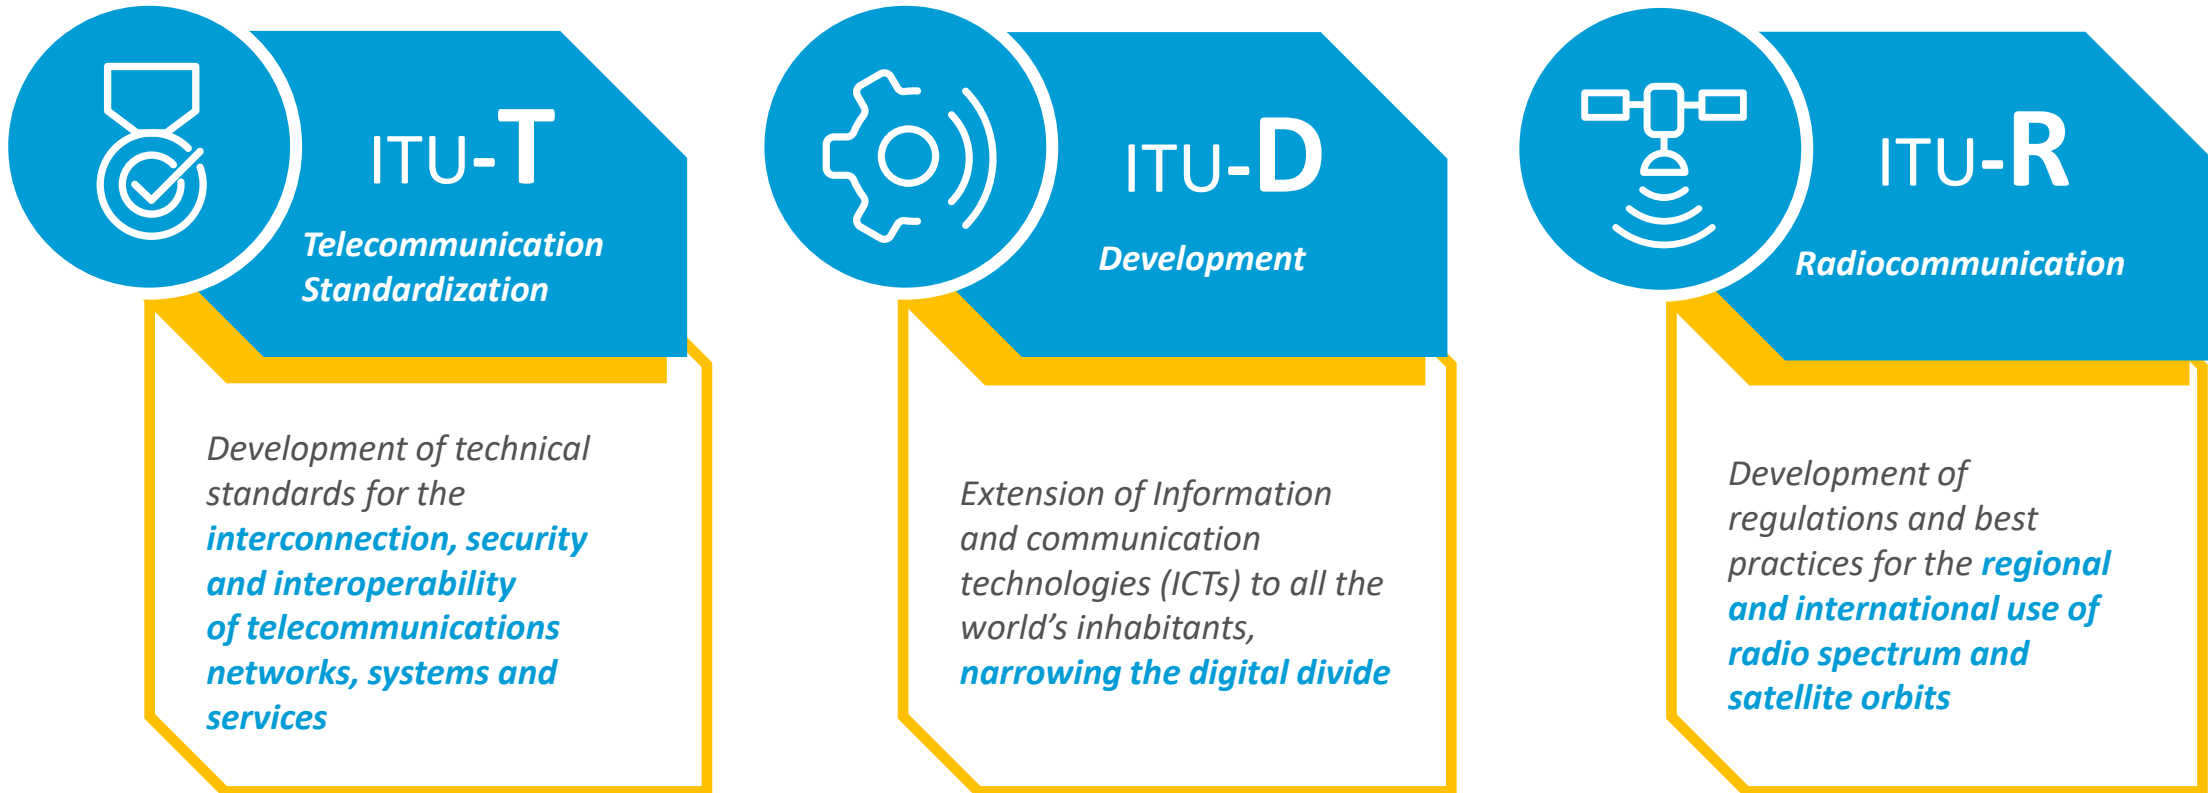 ITU-T
Telecommunication
Standardization
Development of technical
standards for the
interconnection, security
and interoperability
of telecommunications
networks, systems and
services
ITU-D
Development
Extension of Information
and communication
technologies (ICTs) to all the
world’s inhabitants,
narrowing the digital divide
ITU-R
Radiocommunication
Development of
regulations and best
practices for the regional
and international use of
radio spectrum and
satellite orbits